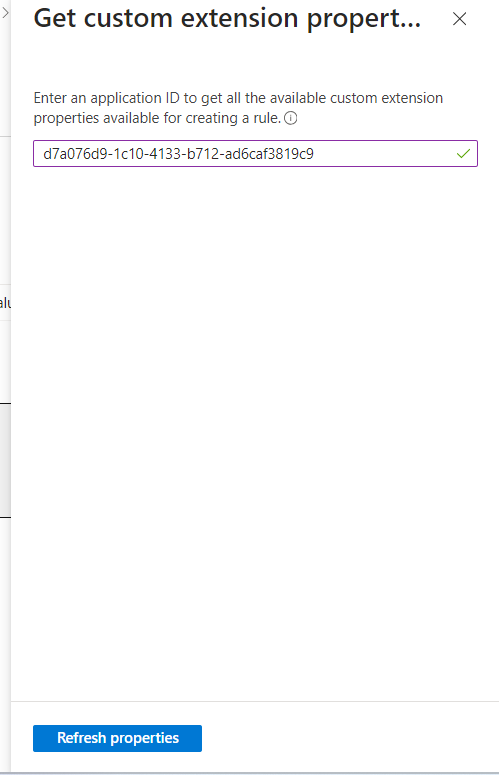 Get custom extension propert...
Enter an application ID to get all the available custom extension
properties available for creating a rule.
d7a076d9-1c10-4133-b712-ad6caf3819c9
alu
Refresh properties